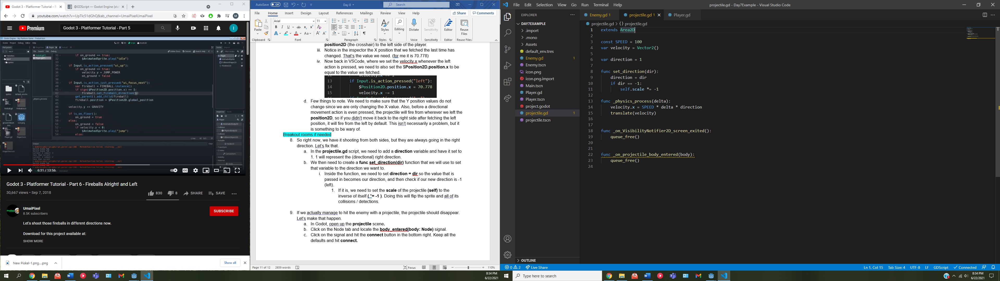 Godot 3 - Platformer Tutorial - P
@GDScript — Godot Engine (sta
youtube.com/watch?v=UpTIc51dGhQ&ab_channel=UmaiPixelUmaiPixel
Premium
Godot 3 - Platformer Tutorial - Part 5
if on_ground == true:
$AnimatedSprite.play("idle")
if Input.is_action_pressed("ui_up"):
if on_ground == true:
velocity.y = JUMP_POWER
on_ground = false
if Input.is_action_just_pressed("ui_focus_next"):
var fireball = FIREBALL.instance()
if sign($Position2D.position.x) == 1:
fireball.set_fireball_direction()
get_parent().add_child(fireball)
fireball.position = $Position2D.global_position
velocity.y += GRAVITY
if is_on_floor():
on_ground = true
else:
on_ground = false
if velocity.y < 0:
$AnimatedSprite.play("jump")
else:
6:31 / 13:56
Godot 3 - Platformer Tutorial - Part 6 - Fireballs Alright! and Left
30,667 views • Sep 7, 2018
830
8
SHARE
SAVE
UmaiPixel
8.5K subscribers
SUBSCRIBE
Let's shoot those fireballs in different directions now.
Download for this project available at:
SHOW MORE
New Piskel-1.png....png
Show all
AutoSave Off
Day 8
Search
File Home Insert Design Layout References Mailings Review View Help
Share
Comments
Arial
11
Paste
Styles
Editing
Dictate
Sensitivity
Editor
Reuse Files
Clipboard
Font
Paragraph
Styles
Voice
Sensitivity
Editor
Reuse Files
position2D (the crosshair) to the left side of the player.
iii. Notice in the inspector the X position that we fetched the last time has
changed. That's the value we need. (for me it is 70.778)
iv. Now back in VSCode, where we set the velocity.x whenever the left
action is pressed, we need to also set the $Position2D.position.x to be
equal to the value we fetched.
13 if Input.is_action_pressed("left"):
14 $Position2D.position.x = 70.778
15 velocity.x -= 1
d. Few things to note. We need to make sure that the Y position values do not
change since we are only changing the X value. Also, before a directional
movement action is even pressed, the projectile will fire from wherever we left the
position2D, so if you didn't move it back to the right side after fetching the left
position, it will fire from the left by default. This isn't necessarily a problem, but it
is something to be wary of.
Breakout rooms if needed
8. So right now, we have it shooting from both sides, but they are always going in the right
direction. Let's fix that.
a. In the projectile.gd script, we need to add a direction variable and have it set to
1. 1 will represent the (directional) right direction.
b. We then need to create a func set_direction(dir) function that we will use to set
that variable to the direction we want to.
i. Inside the function, we need to set direction = dir so the value that is
passed in becomes our direction, and then check if our new direction is -1
(left).
1. If it is, we need to set the scale of the projectile (self) to the
inverse of itself ( *= -1 ). Doing this will flip the sprite and all of its
collisions / detections.
9. If we actually manage to hit the enemy with a projectile, the projectile should disappear.
Let's make that happen.
a. In Godot, open up the projectile scene.
b. Click on the Node tab and locate the body_entered(body: Node) signal.
c. Click on the signal and hit the connect button in the bottom right. Keep all the
defaults and hit connect.
Page 11 of 12
2659 words
Focus
110%
8:34 PM
6/22/2021
File Edit Selection View Go Run Terminal Help
projectile.gd - Day7Example - Visual Studio Code
EXPLORER
DAY7EXAMPLE
.import
.mono
Assets
default_env.tres
Enemy.gd 1
Enemy.tscn
icon.png
icon.png.import
Main.tscn
Player.gd
Player.tscn
project.godot
projectile.gd 1
projectile.tscn
OUTLINE
Enemy.gd 1
projectile.gd 1
Player.gd
projectile.gd > {} projectile.gd
1 extends Area2D
2
3 const SPEED = 100
4 var velocity = Vector2()
5
6 var direction = 1
7
8 func set_direction(dir):
9 direction = dir
10 if dir == -1:
11 self.scale *= -1
12
13 func _physics_process(delta):
14 velocity.x = SPEED * delta * direction
15 translate(velocity)
16
17
18 func _on_VisibilityNotifier2D_screen_exited():
19 queue_free()
20
21
22 func _on_projectile_body_entered(body):
23 queue_free()
24
0 2 Live Share
Ln 1, Col 15 Tab Size: 4 UTF-8 LF GDScript Connected
Type here to search
8:34 PM
6/22/2021